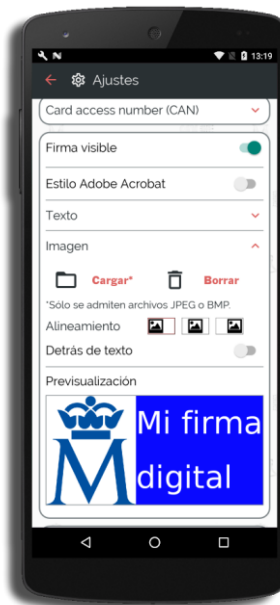 13:19
Ajustes
Card access number (CAN)
Firma visible
Estilo Adobe Acrobat
Texto
Imagen
Cargar*
Borrar
*Sólo se admiten archivos JPEG o BMP.
Alineamiento
Detrás de texto
Previsualización
M
Mi firma
digital